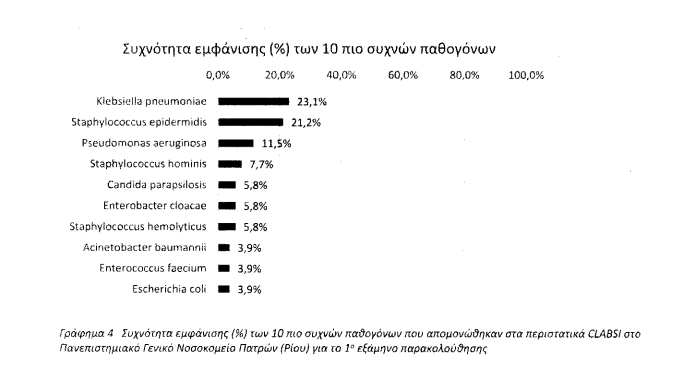 Συχνότητα εμφάνισης (%) των 10 πιο συχνών παθογόνων
0,0% 20,0% 40,0% 60,0% 80,0% 100,0%
Klebsiella pneumoniae 23,1%
Staphylococcus epidermidis 21,2%
Pseudomonas aeruginosa 11,5%
Staphylococcus hominis 7,7%
Candida parapsilosis 5,8%
Enterobacter cloacae 5,8%
Staphylococcus hemolyticus 5,8%
Acinetobacter baumannii 3,9%
Enterococcus faecium 3,9%
Escherichia coli 3,9%
Γράφημα 4 Συχνότητα εμφάνισης (%) των 10 πιο συχνών παθογόνων που απομονώθηκαν στα περιστατικά CLABSI στο
Πανεπιστημιακό Γενικό Νοσοκομείο Πατρών (Ρίου) για το 1ο εξάμηνο παρακολούθησης